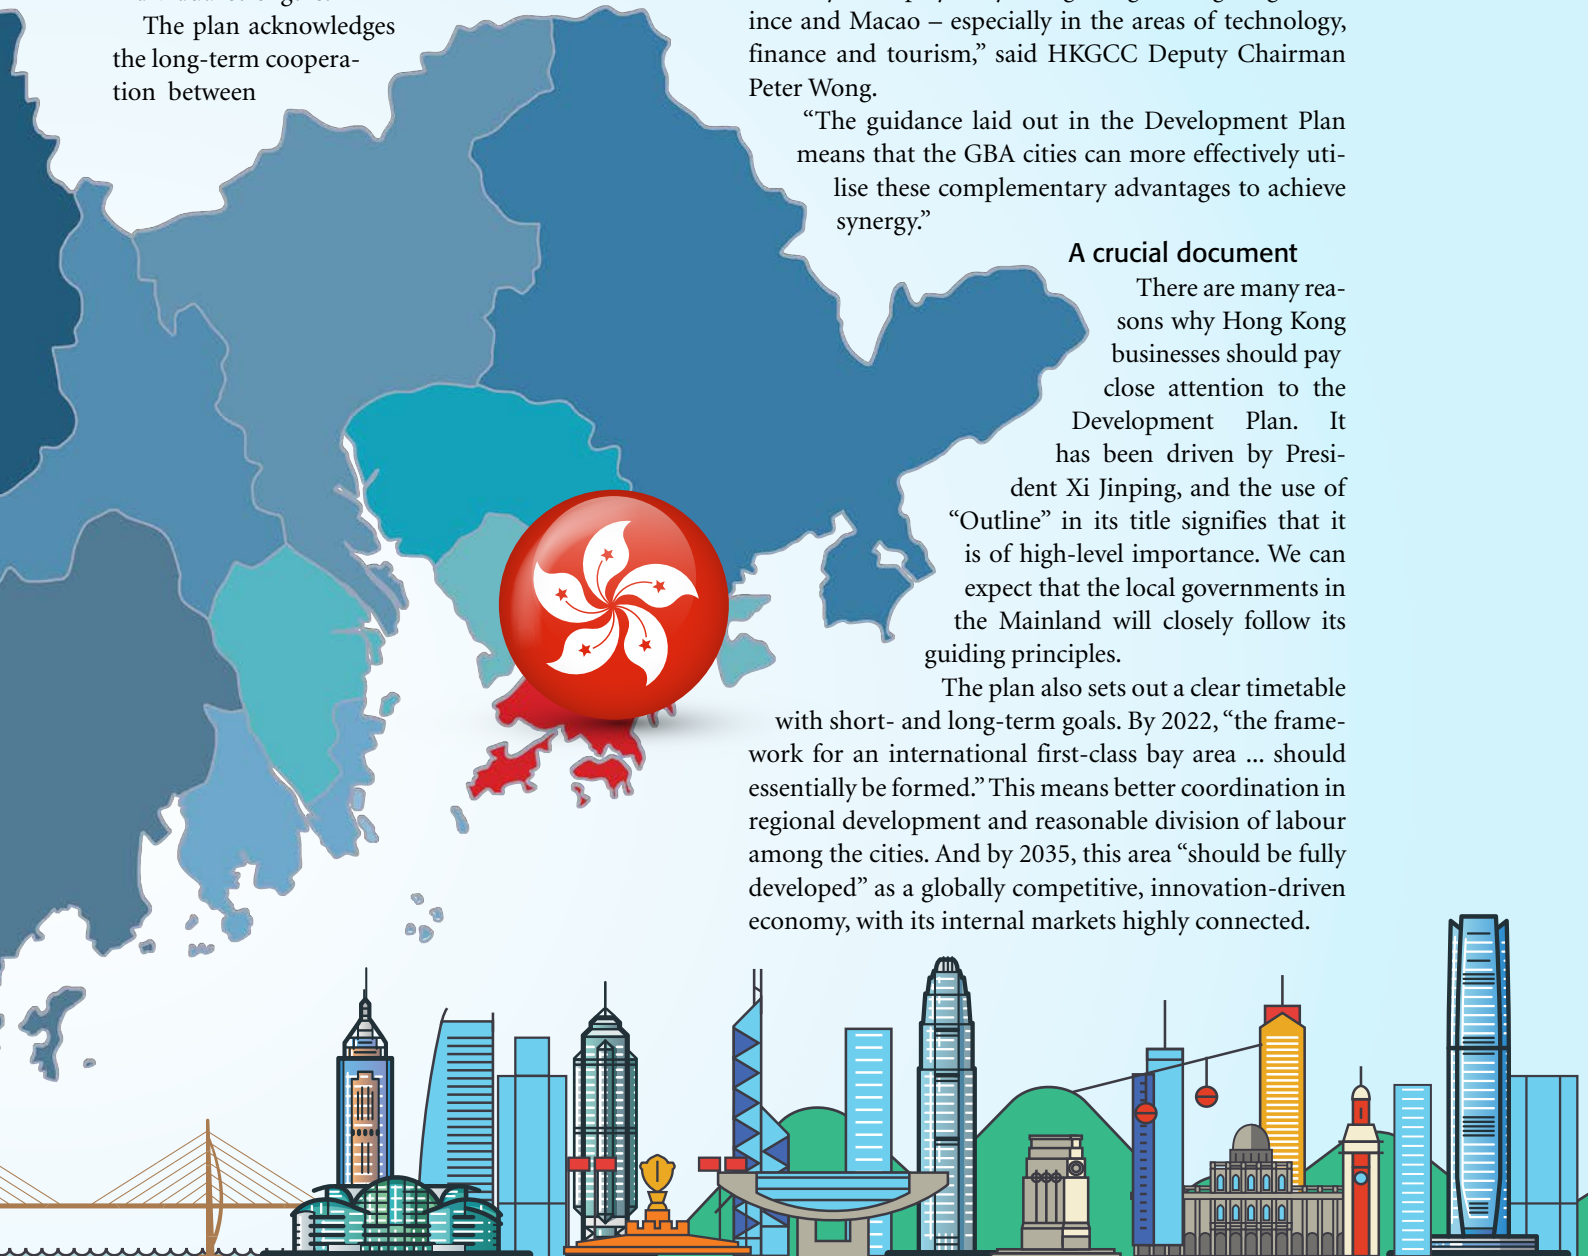 The plan acknowledges
the long-term coopera-
tion between
ince and Macao – especially in the areas of technology,
finance and tourism,” said HKGCC Deputy Chairman
Peter Wong.
“The guidance laid out in the Development Plan
means that the GBA cities can more effectively uti-
lise these complementary advantages to achieve
synergy.”
A crucial document
There are many rea-
sons why Hong Kong
businesses should pay
close attention to the
Development Plan. It
has been driven by Presi-
dent Xi Jinping, and the use of
“Outline” in its title signifies that it
is of high-level importance. We can
expect that the local governments in
the Mainland will closely follow its
guiding principles.
The plan also sets out a clear timetable
with short- and long-term goals. By 2022, “the frame-
work for an international first-class bay area ... should
essentially be formed.” This means better coordination in
regional development and reasonable division of labour
among the cities. And by 2035, this area “should be fully
developed” as a globally competitive, innovation-driven
economy, with its internal markets highly connected.